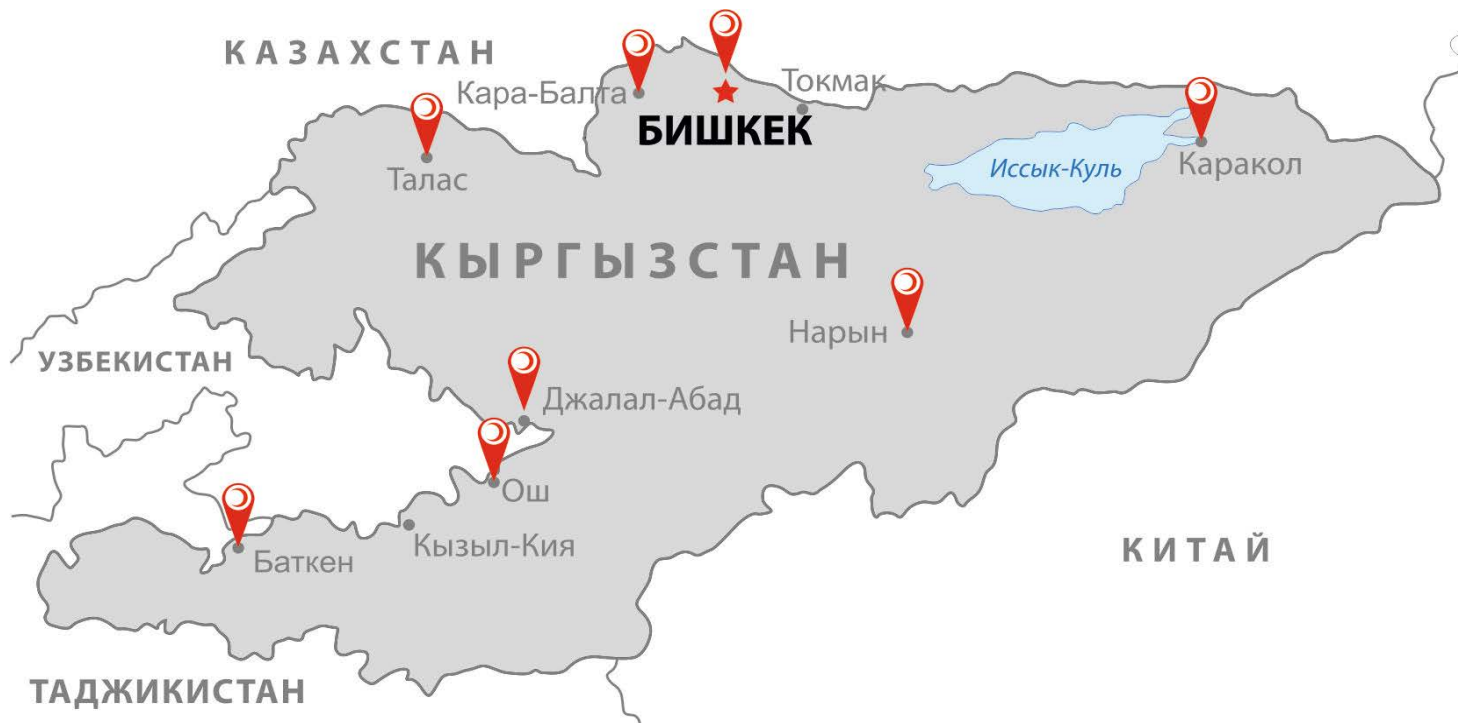 КАЗАХСТАН
Кара-Балта
Токмак
БИШКЕК
Талас
Иссык-Куль
Каракол
КЫРГЫЗСТАН
Нарын
УЗБЕКИСТАН
Джалал-Абад
Ош
Кызыл-Кия
Баткен
КИТАЙ
ТАДЖИКИСТАН